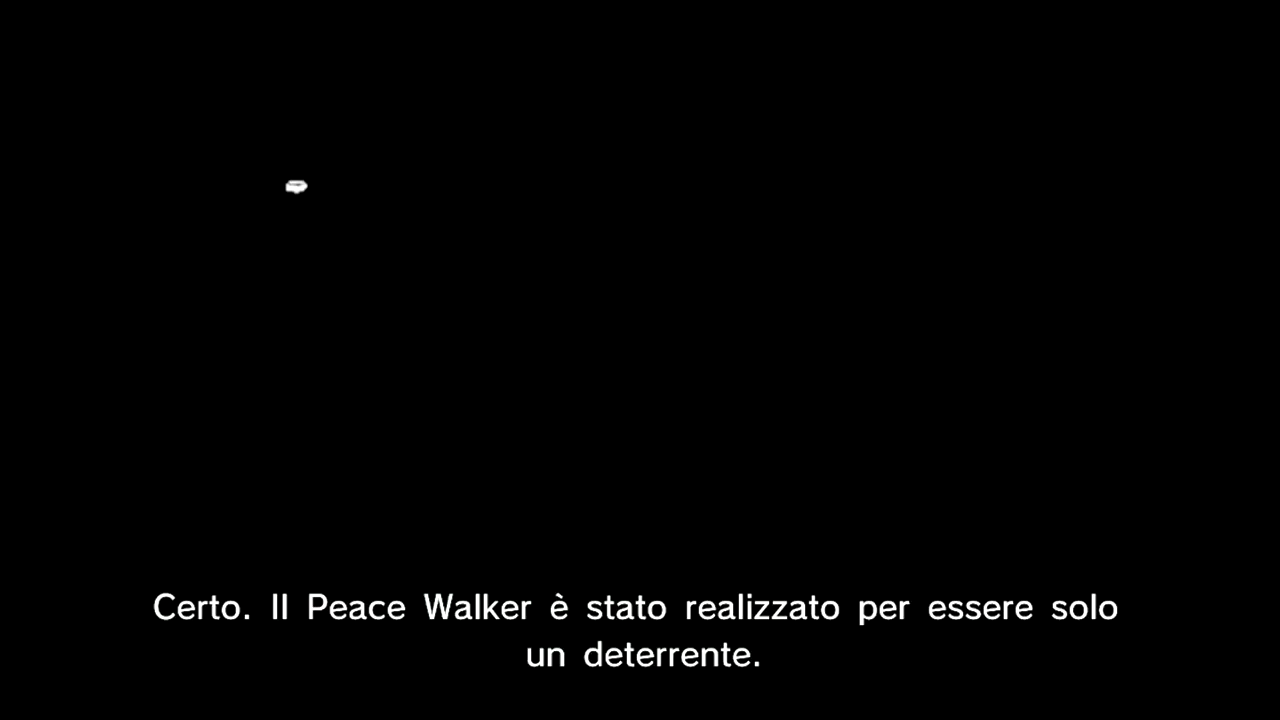 Certo. Il Peace Walker è stato realizzato per essere solo
un deterrente.